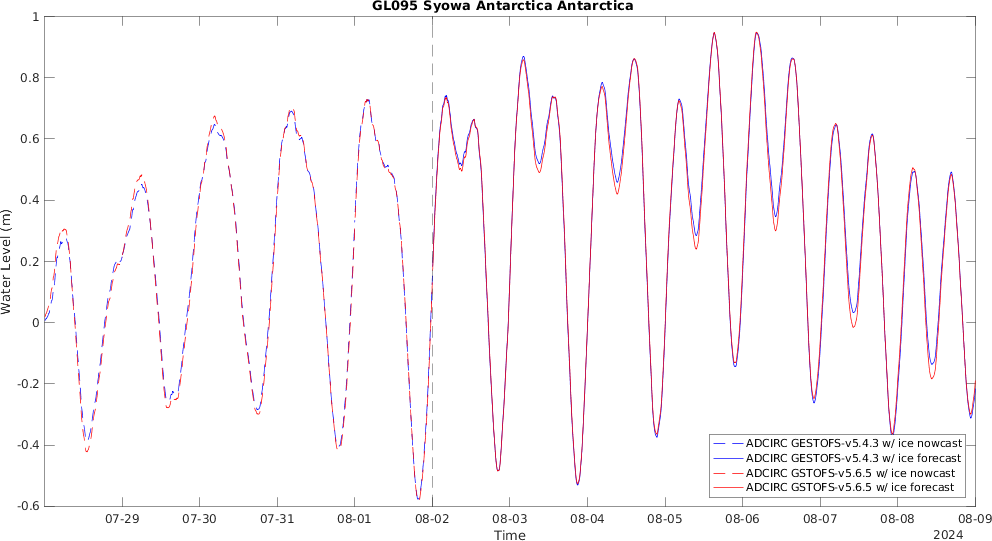 GL095 Syowa Antarctica Antarctica
1
0.8
0.6
0.4
0.2
0
-0.2
-0.4
-0.6
Water Level (m)
ADCIRC GESTOFS-v5.4.3 w/ ice nowcast
ADCIRC GESTOFS-v5.4.3 w/ ice forecast
ADCIRC GSTOFS-v5.6.5 w/ ice nowcast
ADCIRC GSTOFS-v5.6.5 w/ ice forecast
07-29 07-30 07-31 08-01 08-02 08-03 08-04 08-05 08-06 08-07 08-08 08-09
Time
2024